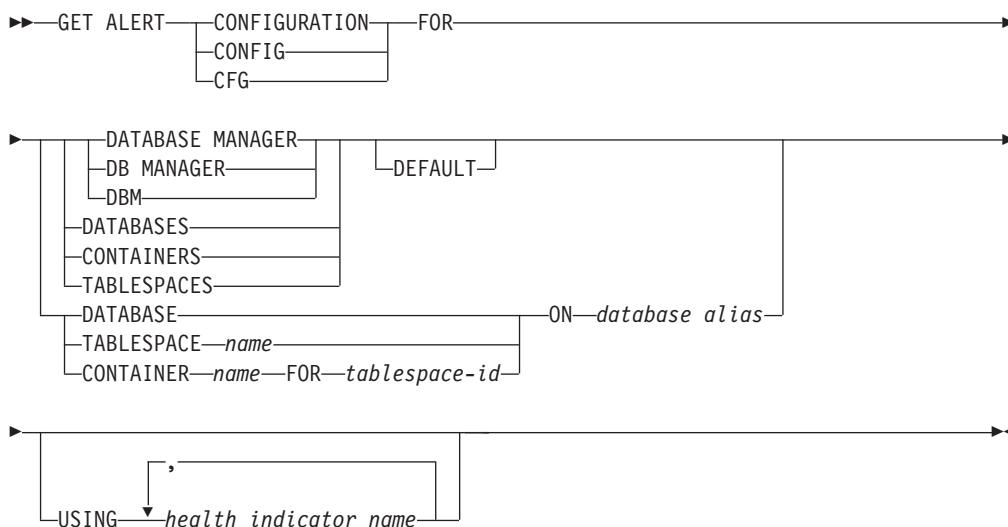 GET ALERT CONFIGURATION FOR
CONFIG
CFG
DATABASE MANAGER
DB MANAGER DEFAULT
DBM
DATABASES
CONTAINERS
TABLESPACES
DATABASE ON database alias
TABLESPACE name
CONTAINER name FOR tablespace-id
,
USING health indicator name